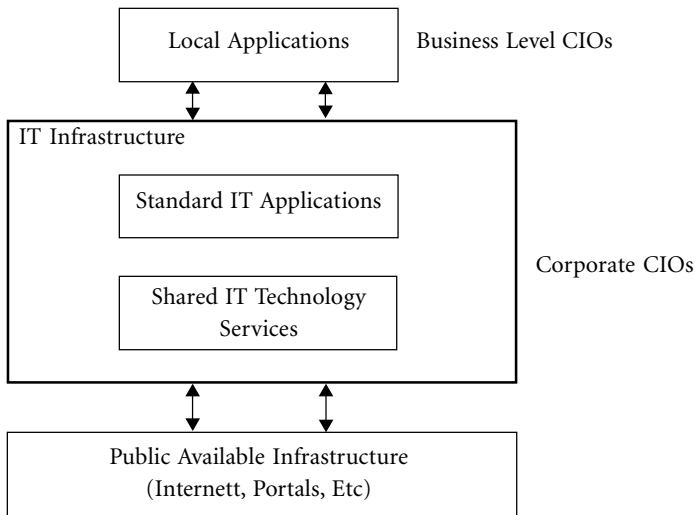 Local Applications
Business Level CIOs
IT Infrastructure
Standard IT Applications
Corporate CIOs
Shared IT Technology
Services
Public Available Infrastructure
(Internett, Portals, Etc)